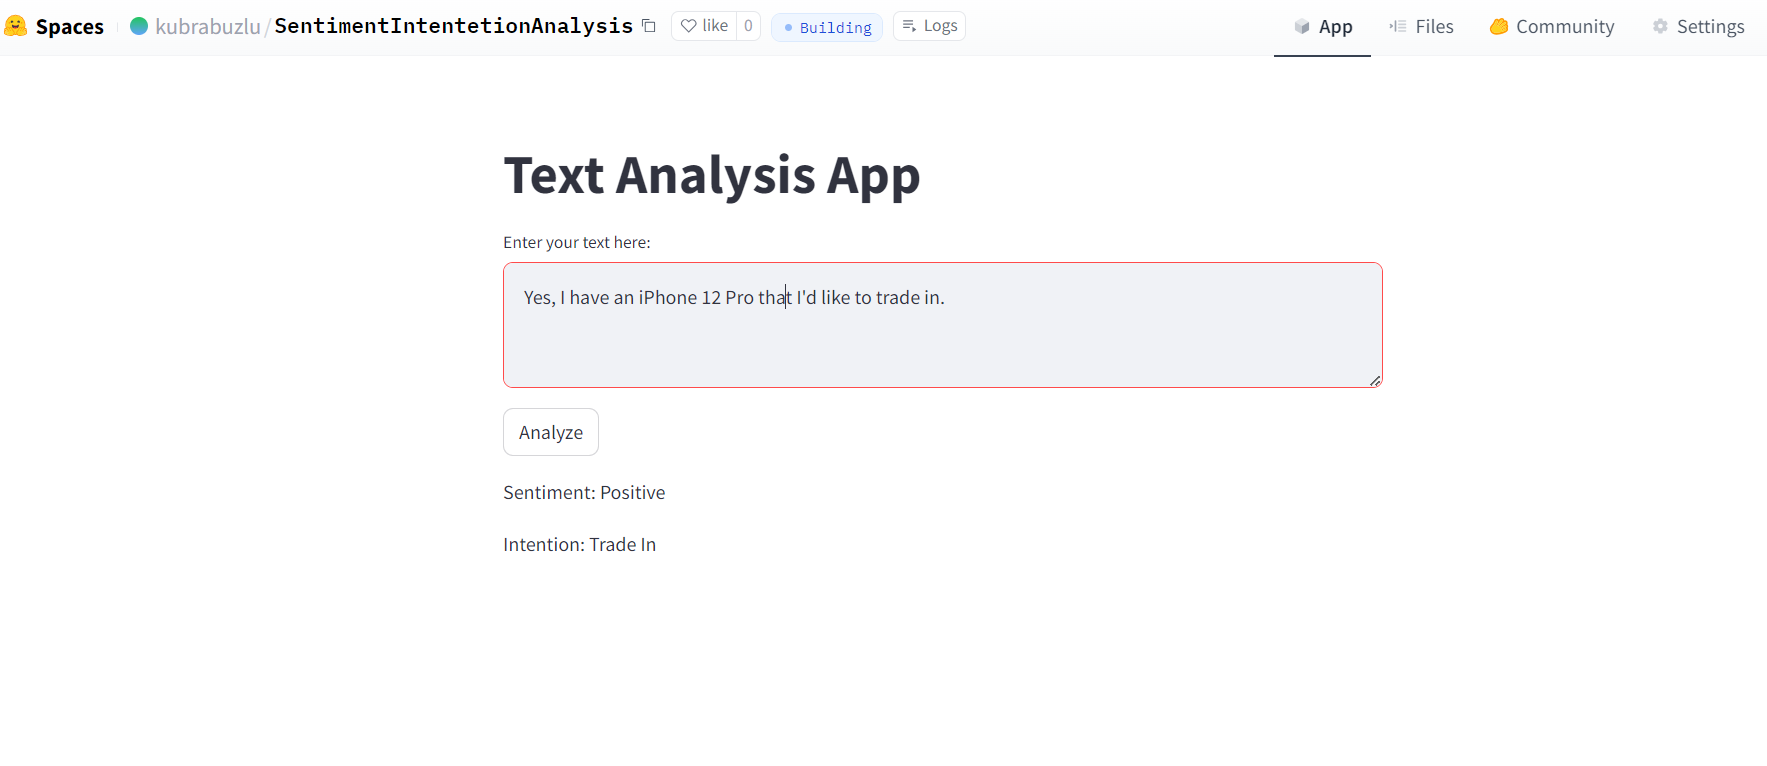 Spaces kubrabuzlu/SentimentIntentetionAnalysis like 0 Building Logs App Files Community Settings
Text Analysis App
Enter your text here:
Yes, I have an iPhone 12 Pro that I'd like to trade in.
Analyze
Sentiment: Positive
Intention: Trade In